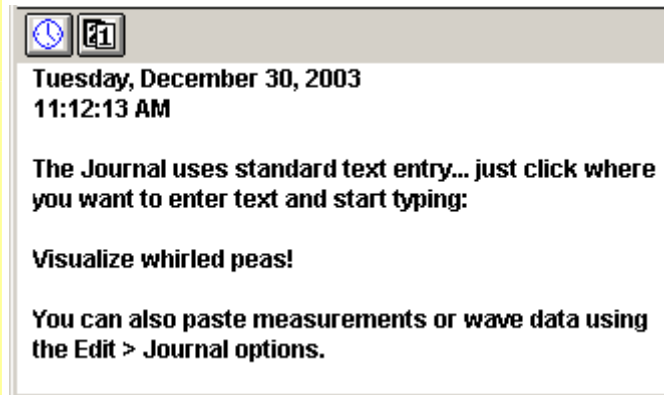 Tuesday, December 30, 2003
11:12:13 AM
The Journal uses standard text entry... just click where
you want to enter text and start typing:
Visualize whirled peas!
You can also paste measurements or wave data using
the Edit > Journal options.